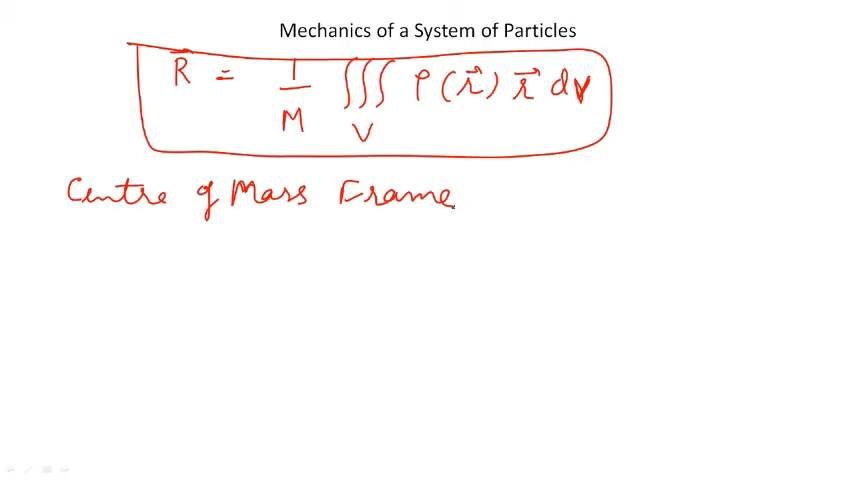 Mechanics of a System of Particles
R⃗ = 1/M ∭_V ρ(r⃗) r⃗ dV
Centre of Mass Frame